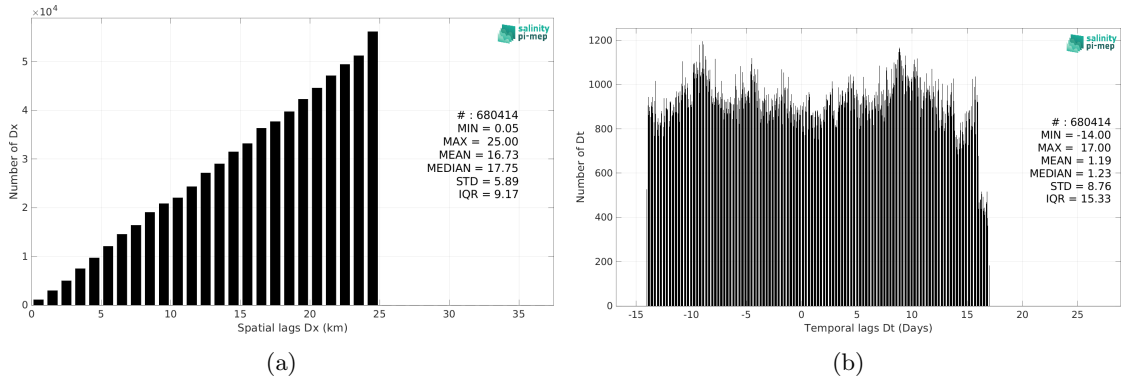 ×10⁴
salinity
pi-mep
5
4
3
2
1
0
Number of Dx
# : 680414
MIN = 0.05
MAX = 25.00
MEAN = 16.73
MEDIAN = 17.75
STD = 5.89
IQR = 9.17
0 5 10 15 20 25 30 35
Spatial lags Dx (km)
(a)
salinity
pi-mep
1200
1000
800
600
400
200
0
Number of Dt
# : 680414
MIN = -14.00
MAX = 17.00
MEAN = 1.19
MEDIAN = 1.23
STD = 8.76
IQR = 15.33
-15 -10 -5 0 5 10 15 20 25
Temporal lags Dt (Days)
(b)